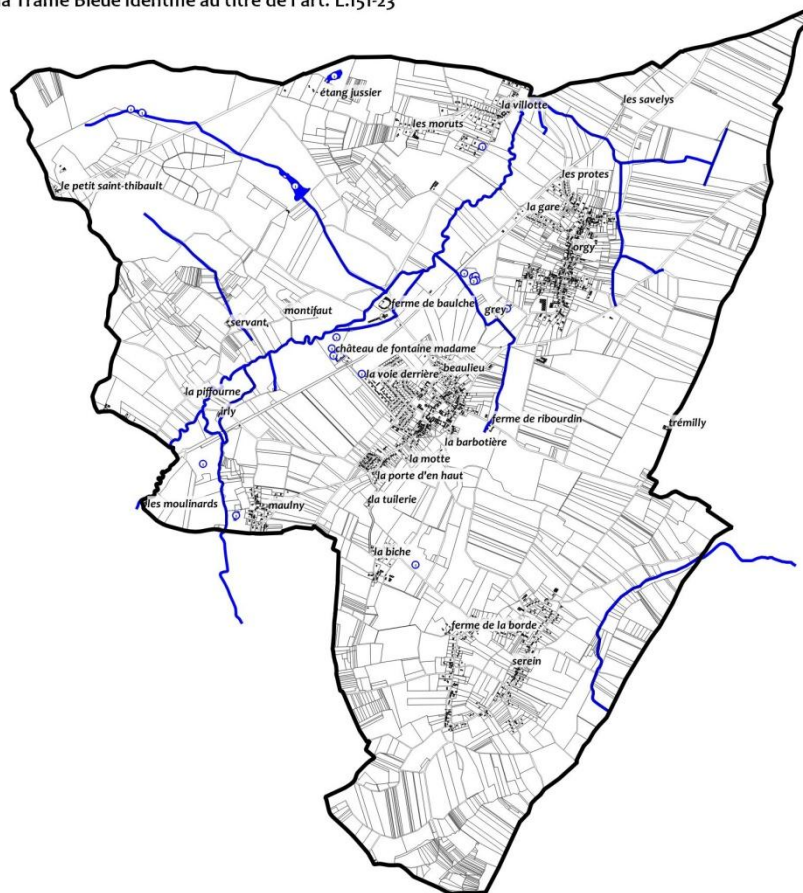 la Trame Bleue identifié au titre de l'art. L.151-23
étang jussier
la villotte
les savelys
les moruts
les protes
le petit saint-thibault
la gare
orgy
montifaut
ferme de baulche
grey
servant
château de fontaine madame
beaulieu
la voie derrière
la piffourne
irly
ferme de ribourdin
trémilly
la barbotière
la motte
la porte d'en haut
les moulinards
maulny
la tuilerie
la biche
ferme de la borde
serein